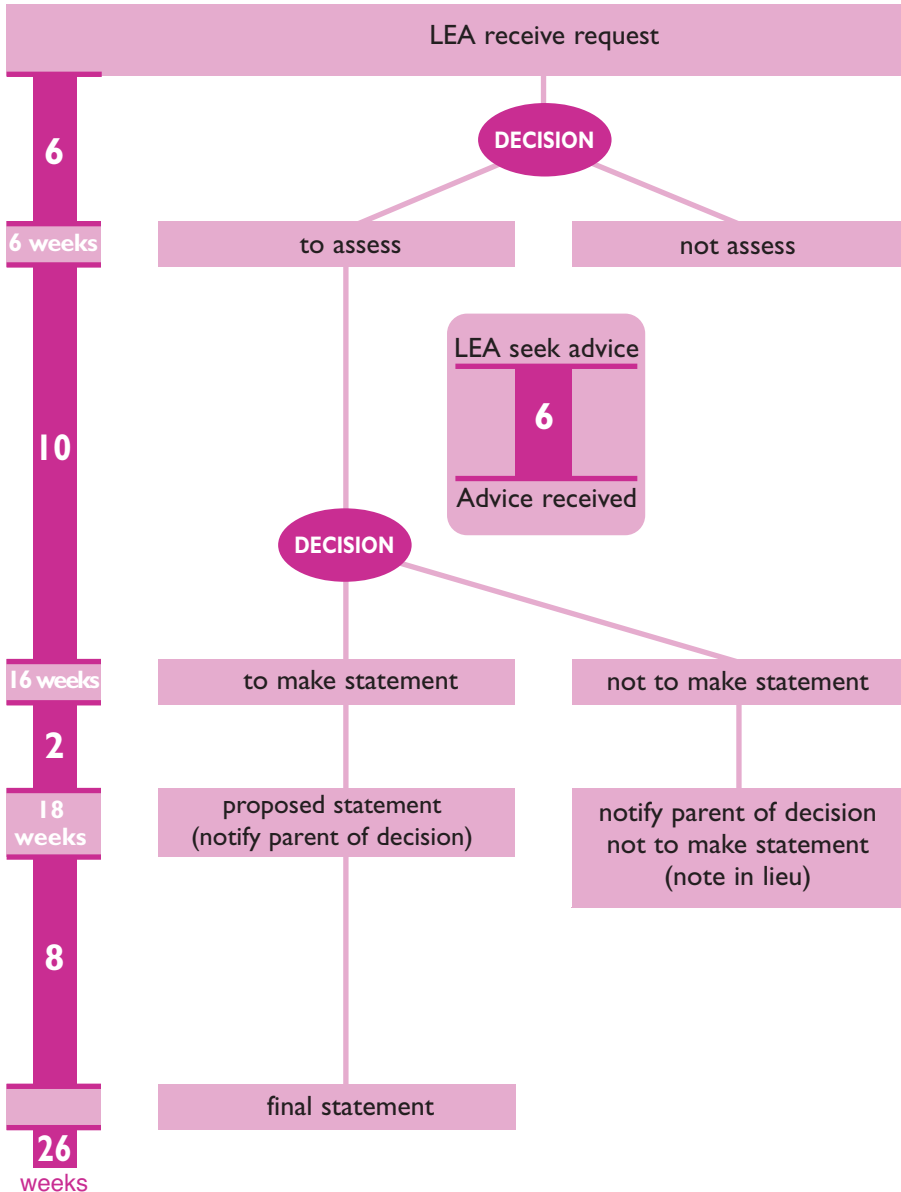 LEA receive request
6
DECISION
6 weeks
to assess
not assess
LEA seek advice
6
Advice received
10
DECISION
16 weeks
to make statement
not to make statement
2
18
weeks
proposed statement
(notify parent of decision)
notify parent of decision
not to make statement
(note in lieu)
8
final statement
26
weeks